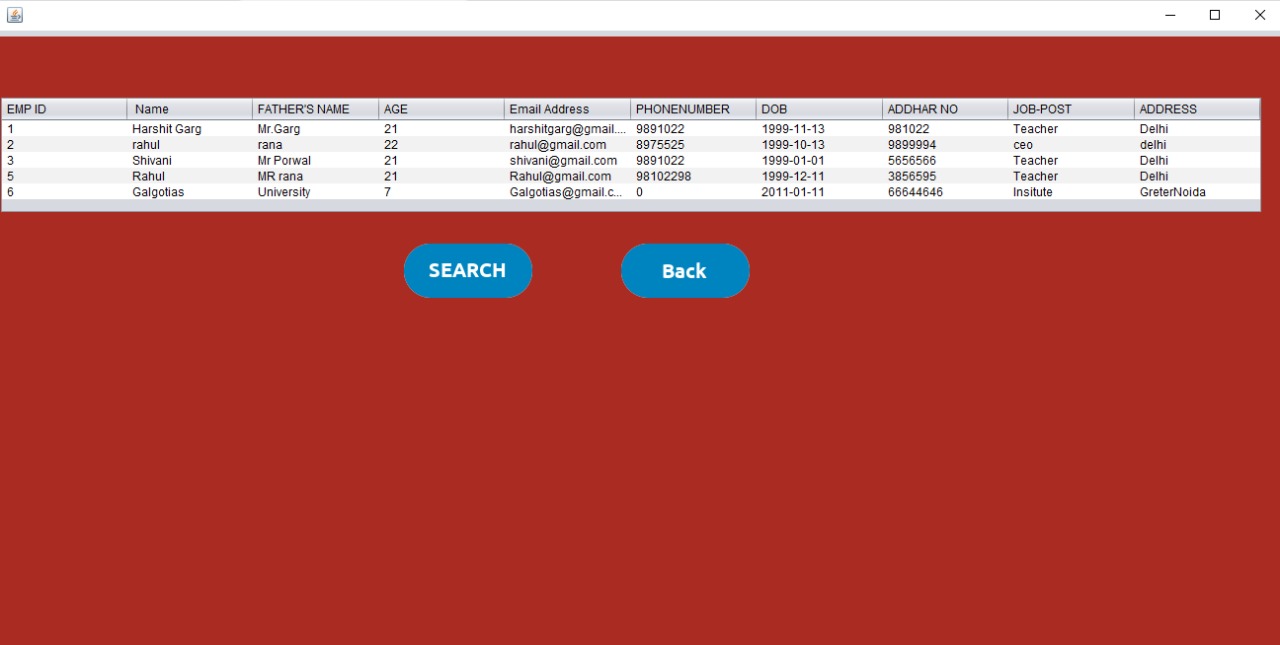 EMP ID Name FATHER'S NAME AGE Email Address PHONENUMBER DOB ADDHAR NO JOB-POST ADDRESS
1 Harshit Garg Mr.Garg 21 harshitgarg@gmail.... 9891022 1999-11-13 981022 Teacher Delhi
2 rahul rana 22 rahul@gmail.com 8975525 1999-10-13 9899994 ceo delhi
3 Shivani Mr Porwal 21 shivani@gmail.com 9891022 1999-01-01 5656566 Teacher Delhi
5 Rahul MR rana 21 Rahul@gmail.com 98102298 1999-12-11 3856595 Teacher Delhi
6 Galgotias University 7 Galgotias@gmail.c... 0 2011-01-11 66644646 Insitute GreterNoida
SEARCH Back